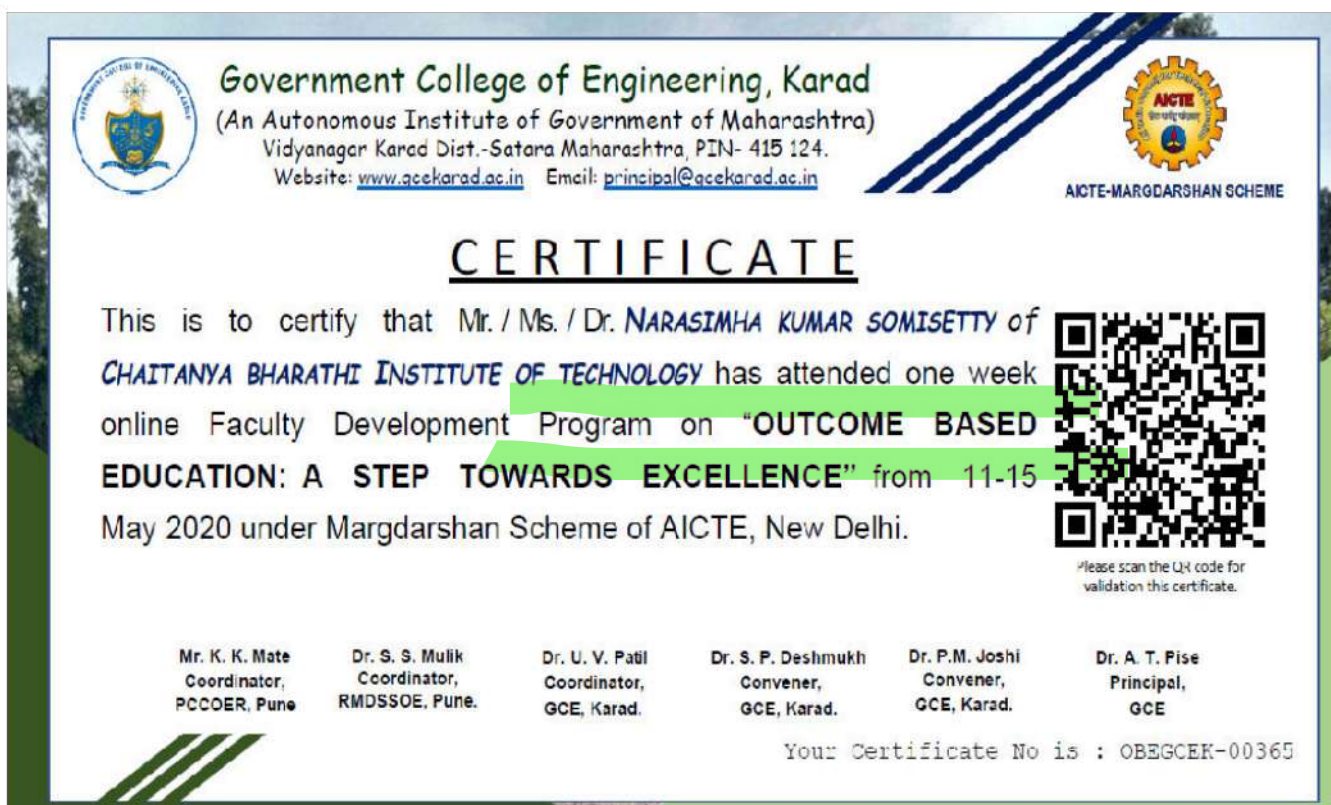 Government College of Engineering, Karad
(An Autonomous Institute of Government of Maharashtra)
Vidyanagar Karad Dist.-Satara Maharashtra, PIN- 415 124.
Website: www.gcekarad.ac.in Email: principal@gcekarad.ac.in
AICTE
AICTE-MARGDARSHAN SCHEME
CERTIFICATE
This is to certify that Mr. / Ms. / Dr. NARASIMHA KUMAR SOMISETTY of
CHAITANYA BHARATHI INSTITUTE OF TECHNOLOGY has attended one week
online Faculty Development Program on "OUTCOME BASED
EDUCATION: A STEP TOWARDS EXCELLENCE" from 11-15
May 2020 under Margdarshan Scheme of AICTE, New Delhi.
Please scan the QR code for
validation this certificate.
Mr. K. K. Mate
Coordinator,
PCCOER, Pune
Dr. S. S. Mulik
Coordinator,
RMDSSOE, Pune.
Dr. U. V. Patil
Coordinator,
GCE, Karad.
Dr. S. P. Deshmukh
Convener,
GCE, Karad.
Dr. P.M. Joshi
Convener,
GCE, Karad.
Dr. A. T. Pise
Principal,
GCE
Your Certificate No is : OBEGCEK-00365